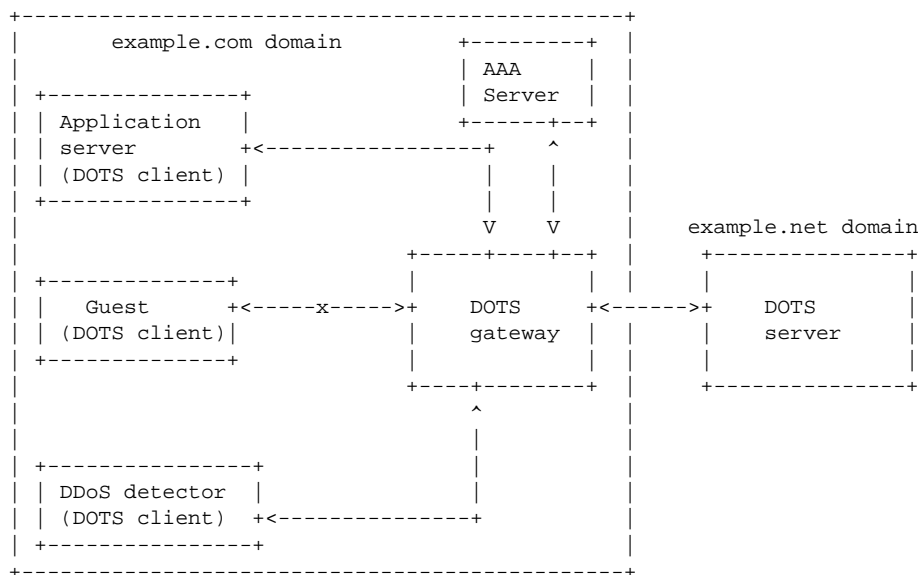 example.com domain
AAA
Server
Application
server
(DOTS client)
V V
example.net domain
Guest
(DOTS client)
x
DOTS
gateway
DOTS
server
DDoS detector
(DOTS client)